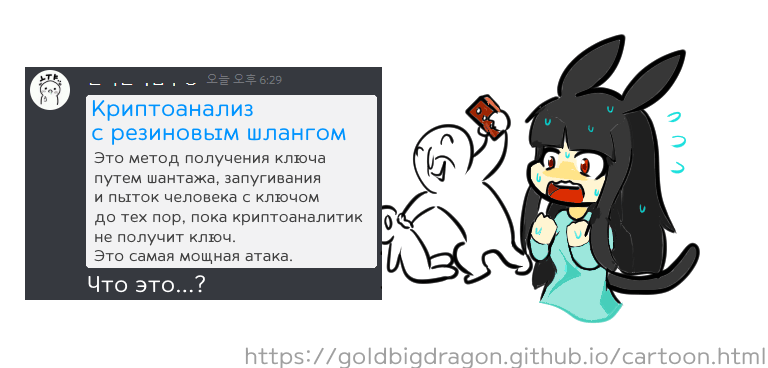 오늘 오후 6:29
Криптоанализ
с резиновым шлангом
Это метод получения ключа
путем шантажа, запугивания
и пыток человека с ключом
до тех пор, пока криптоаналитик
не получит ключ.
Это самая мощная атака.
Что это...?
https://goldbigdragon.github.io/cartoon.html